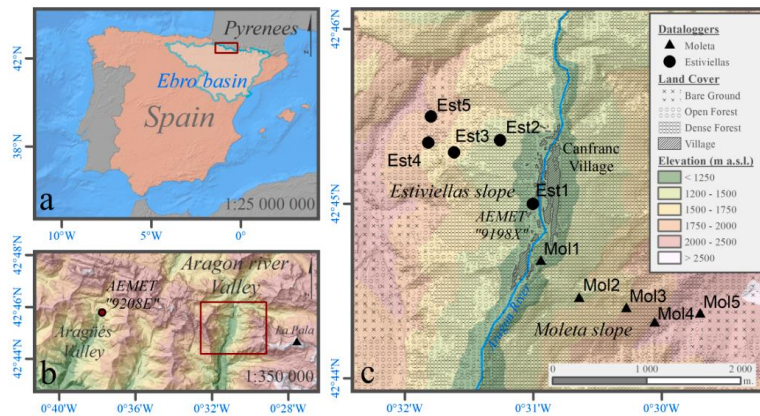 Pyrenees
42°N
Ebro basin
Spain
38°N
a
1:25 000 000
10°W
5°W
0°
42°48'N
Aragon river
Valley
AEMET
"9208E"
42°46'N
Aragües
Valley
La Pala
42°44'N
b
1:350 000
0°40'W
0°36'W
0°32'W
0°28'W
42°46'N
Est5
Est2
Est3
Est4
Canfranc
Village
Estiviellas slope
Est1
42°45'N
AEMET
"9198X"
Mol1
Mol2
Mol3
Mol5
Mol4
Moleta slope
Aragon River
42°44'N
c
0 1 000 2 000
m.
0°32'W
0°31'W
0°30'W
Dataloggers
Moleta
Estiviellas
Land Cover
Bare Ground
Open Forest
Dense Forest
Village
Elevation (m a.s.l.)
< 1250
1200 - 1500
1500 - 1750
1750 - 2000
2000 - 2500
> 2500